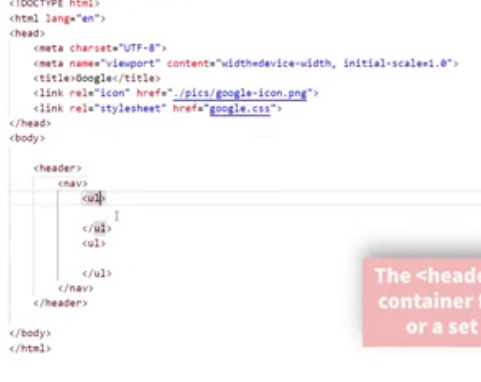 <!DOCTYPE html>
<html lang="en">
<head>
<meta charset="UTF-8">
<meta name="viewport" content="width=device-width, initial-scale=1.0">
<title>Google</title>
<link rel="icon" href="./pics/google-icon.png">
<link rel="stylesheet" href="google.css">
</head>
<body>
<header>
<nav>
<ul>
</ul>
<ul>
</ul>
</nav>
</header>
</body>
</html>
The <heade
container
or a set